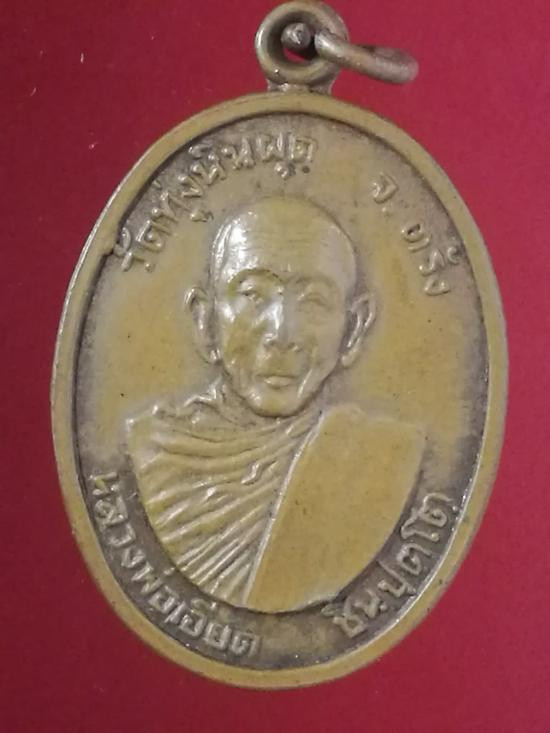 วัดทุ่งหินผุด จ. ตรัง
หลวงพ่อเอียด ชินปุตโต